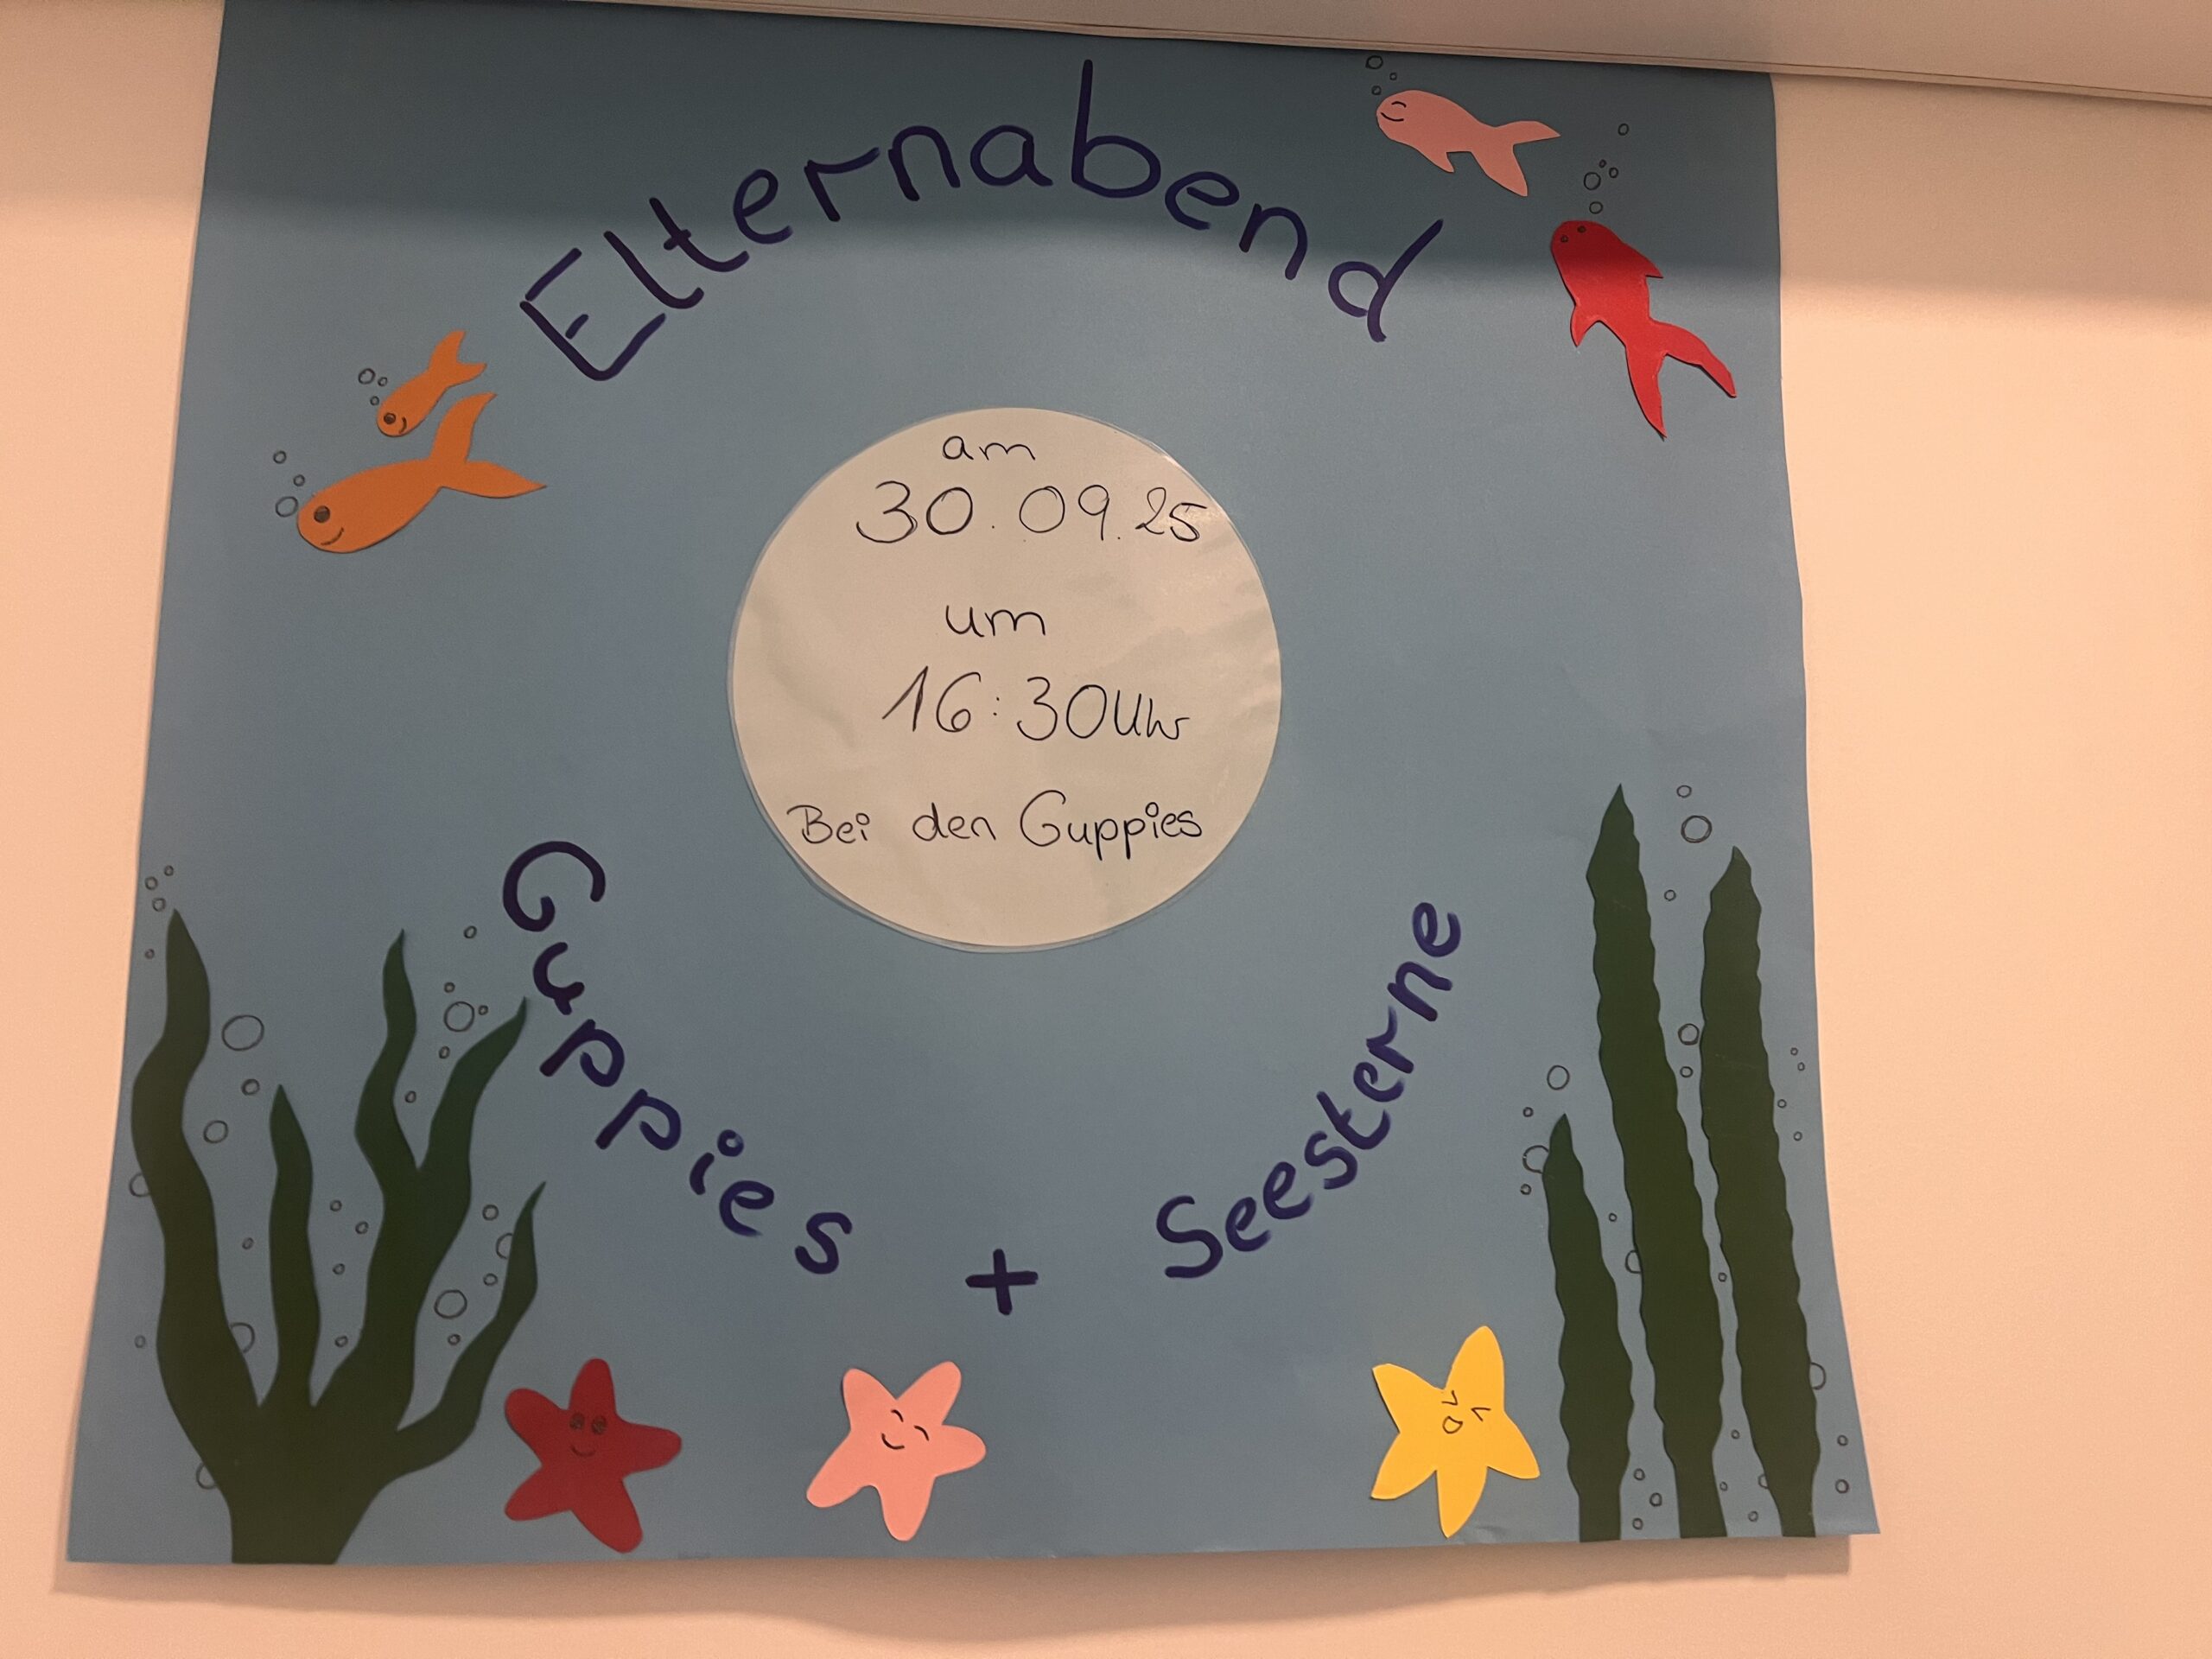 Elternabend
am
30.09.25
um
16:30Uhr
Bei den Guppies
Guppies + Seesterne